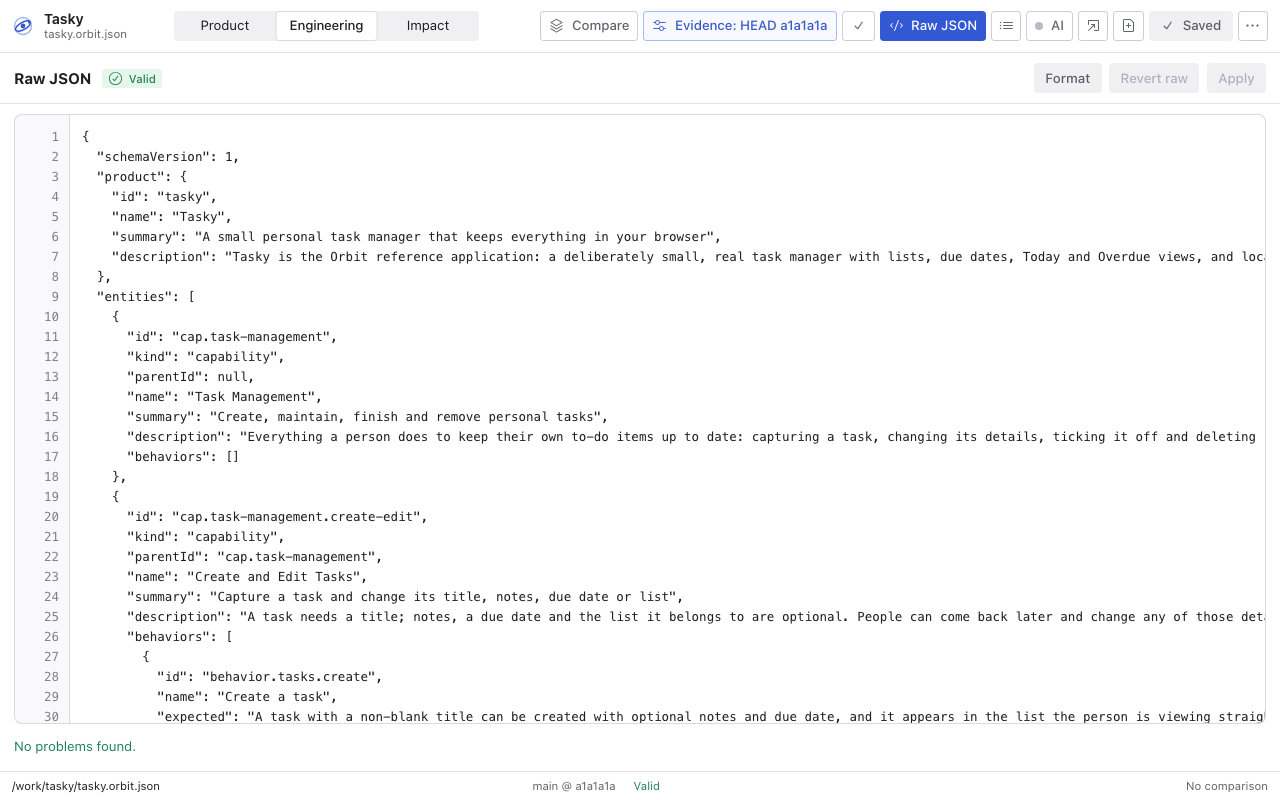 Tasky
tasky.orbit.json
Product
Engineering
Impact
Compare
Evidence: HEAD a1a1a1a
Raw JSON
AI
Saved
Raw JSON
Valid
Format
Revert raw
Apply
1 {
2 "schemaVersion": 1,
3 "product": {
4 "id": "tasky",
5 "name": "Tasky",
6 "summary": "A small personal task manager that keeps everything in your browser",
7 "description": "Tasky is the Orbit reference application: a deliberately small, real task manager with lists, due dates, Today and Overdue views, and loca
8 },
9 "entities": [
10 {
11 "id": "cap.task-management",
12 "kind": "capability",
13 "parentId": null,
14 "name": "Task Management",
15 "summary": "Create, maintain, finish and remove personal tasks",
16 "description": "Everything a person does to keep their own to-do items up to date: capturing a task, changing its details, ticking it off and deleting
17 "behaviors": []
18 },
19 {
20 "id": "cap.task-management.create-edit",
21 "kind": "capability",
22 "parentId": "cap.task-management",
23 "name": "Create and Edit Tasks",
24 "summary": "Capture a task and change its title, notes, due date or list",
25 "description": "A task needs a title; notes, a due date and the list it belongs to are optional. People can come back later and change any of those deta
26 "behaviors": [
27 {
28 "id": "behavior.tasks.create",
29 "name": "Create a task",
30 "expected": "A task with a non-blank title can be created with optional notes and due date, and it appears in the list the person is viewing straig
No problems found.
/work/tasky/tasky.orbit.json
main @ a1a1a1a
Valid
No comparison